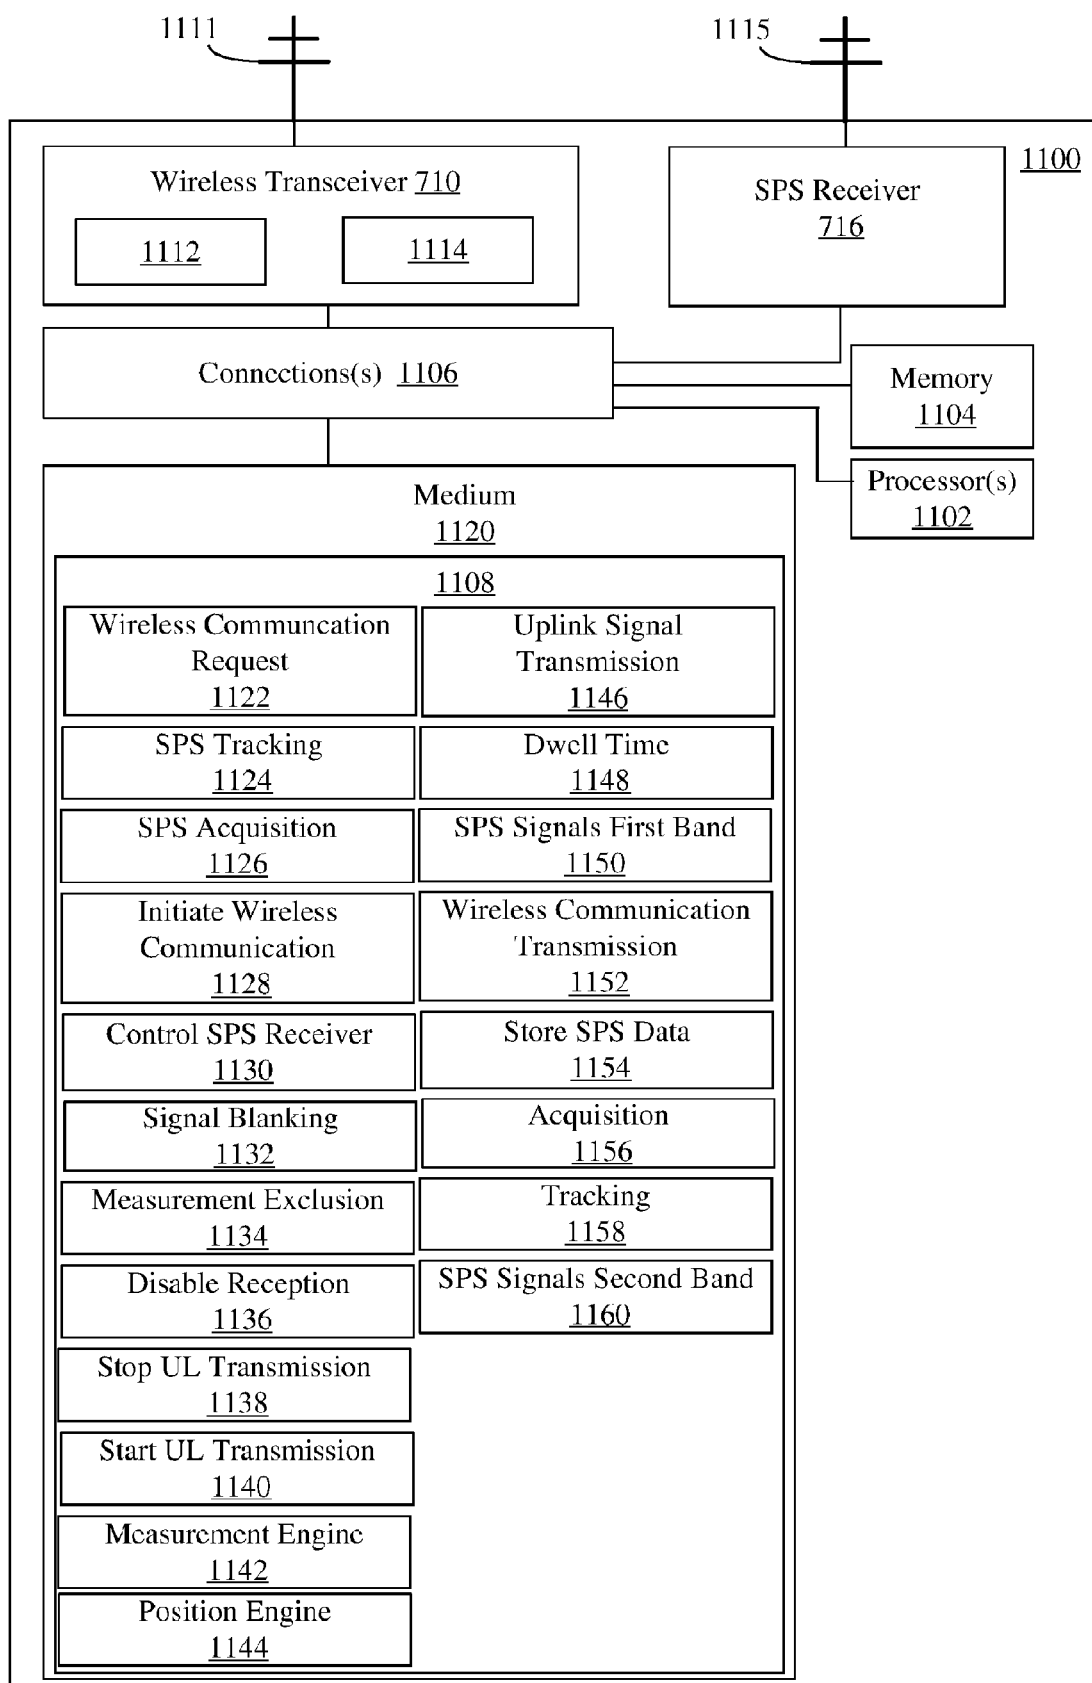 1111
1115
1100
Wireless Transceiver 710
1112
1114
SPS Receiver
716
Connections(s) 1106
Memory
1104
Processor(s)
1102
Medium
1120
1108
Wireless Communcation
Request
1122
SPS Tracking
1124
SPS Acquisition
1126
Initiate Wireless
Communication
1128
Control SPS Receiver
1130
Signal Blanking
1132
Measurement Exclusion
1134
Disable Reception
1136
Stop UL Transmission
1138
Start UL Transmission
1140
Measurement Engine
1142
Position Engine
1144
Uplink Signal
Transmission
1146
Dwell Time
1148
SPS Signals First Band
1150
Wireless Communication
Transmission
1152
Store SPS Data
1154
Acquisition
1156
Tracking
1158
SPS Signals Second Band
1160